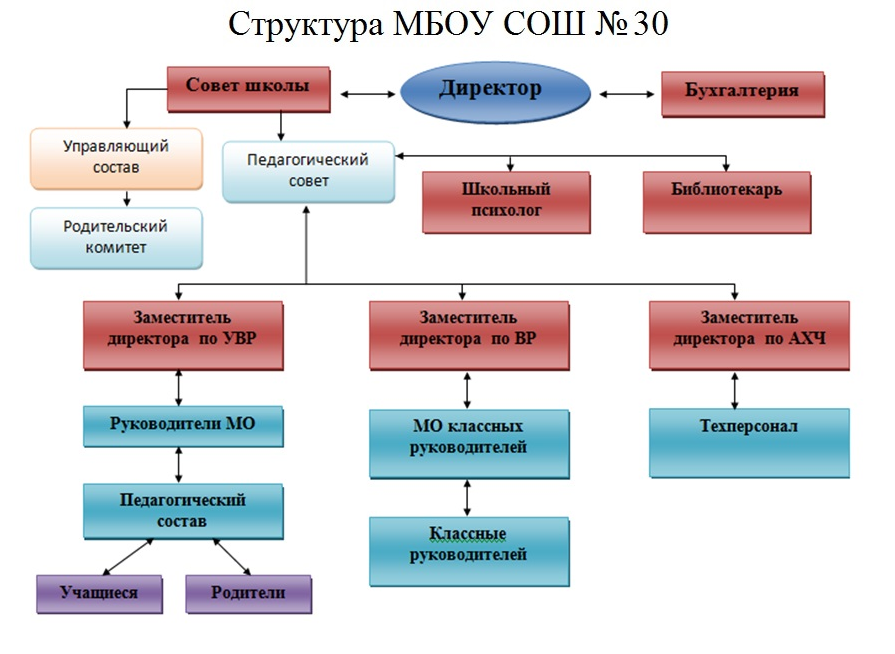 Структура МБОУ СОШ № 30
Совет школы
Директор
Бухгалтерия
Управляющий
состав
Педагогический
совет
Школьный
психолог
Библиотекарь
Родительский
комитет
Заместитель
директора по УВР
Заместитель
директора по ВР
Заместитель
директора по АХЧ
Руководители МО
МО классных
руководителей
Техперсонал
Педагогический
состав
Классные
руководителей
Учащиеся
Родители